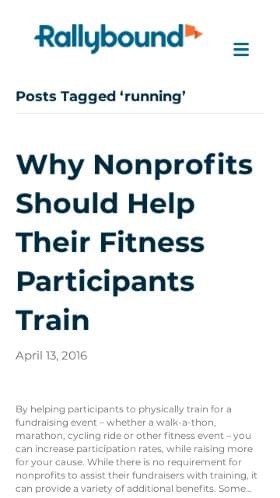 Rallybound
Posts Tagged ‘running’
Why Nonprofits
Should Help
Their Fitness
Participants
Train
April 13, 2016
By helping participants to physically train for a
fundraising event – whether a walk-a-thon,
marathon, cycling ride or other fitness event – you
can increase participation rates, while raising more
for your cause. While there is no requirement for
nonprofits to assist their fundraisers with training, it
can provide a variety of additional benefits. Some...